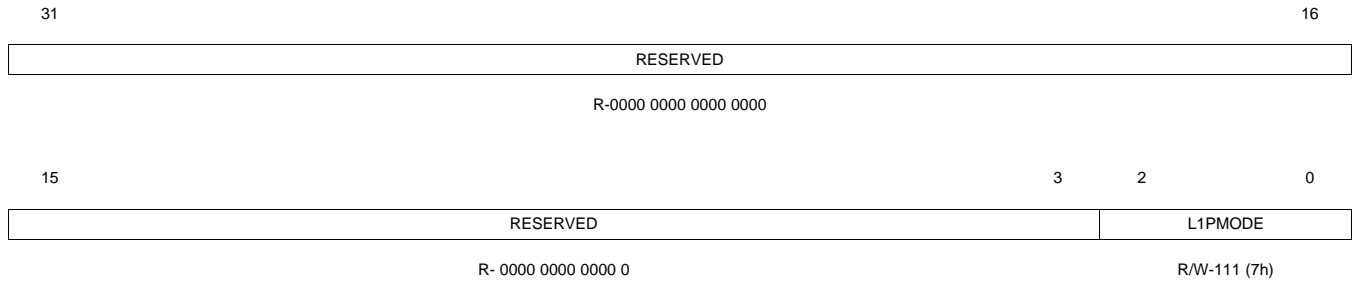 31 16
RESERVED
R-0000 0000 0000 0000
15 3 2 0
RESERVED L1PMODE
R- 0000 0000 0000 0 R/W-111 (7h)